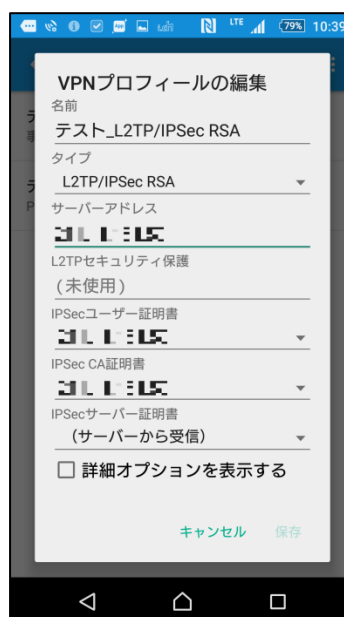 LTE 79% 10:39
VPNプロフィールの編集
名前
テスト_L2TP/IPSec RSA
タイプ
L2TP/IPSec RSA
サーバーアドレス
L2TPセキュリティ保護
(未使用)
IPSecユーザー証明書
IPSec CA証明書
IPSecサーバー証明書
(サーバーから受信)
詳細オプションを表示する
キャンセル 保存